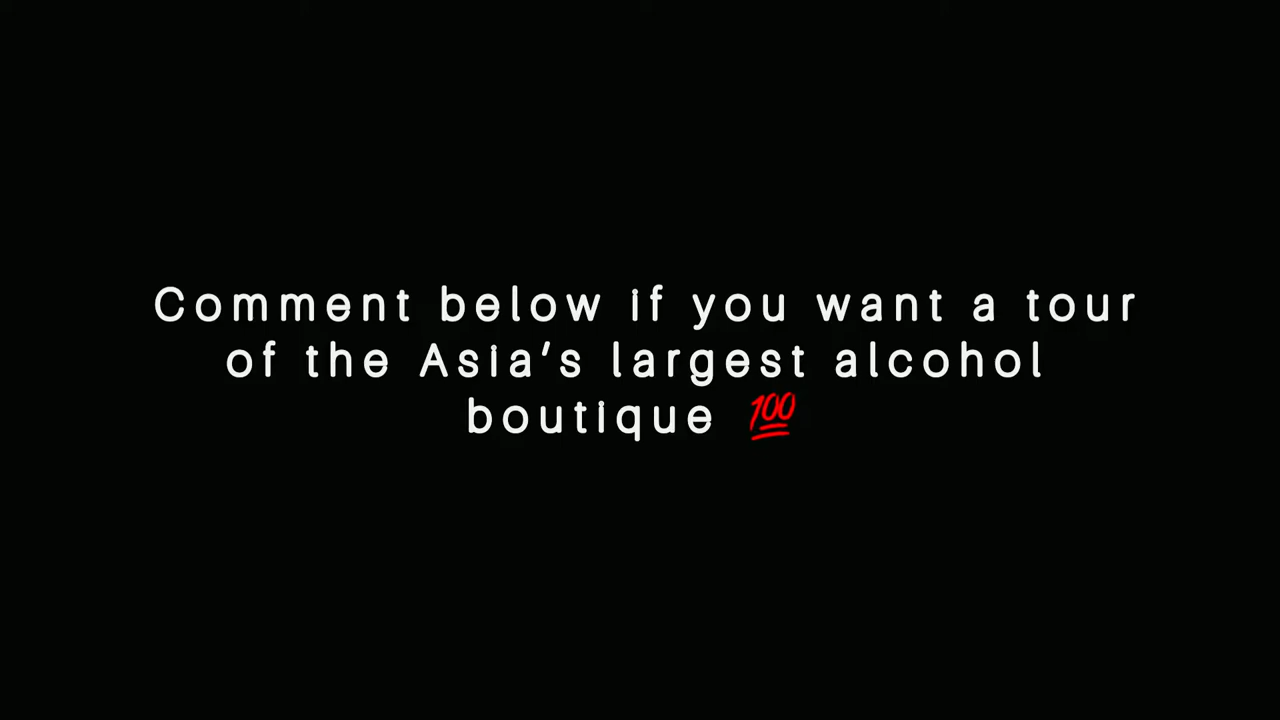 Comment below if you want a tour
of the Asia's largest alcohol
boutique 💯